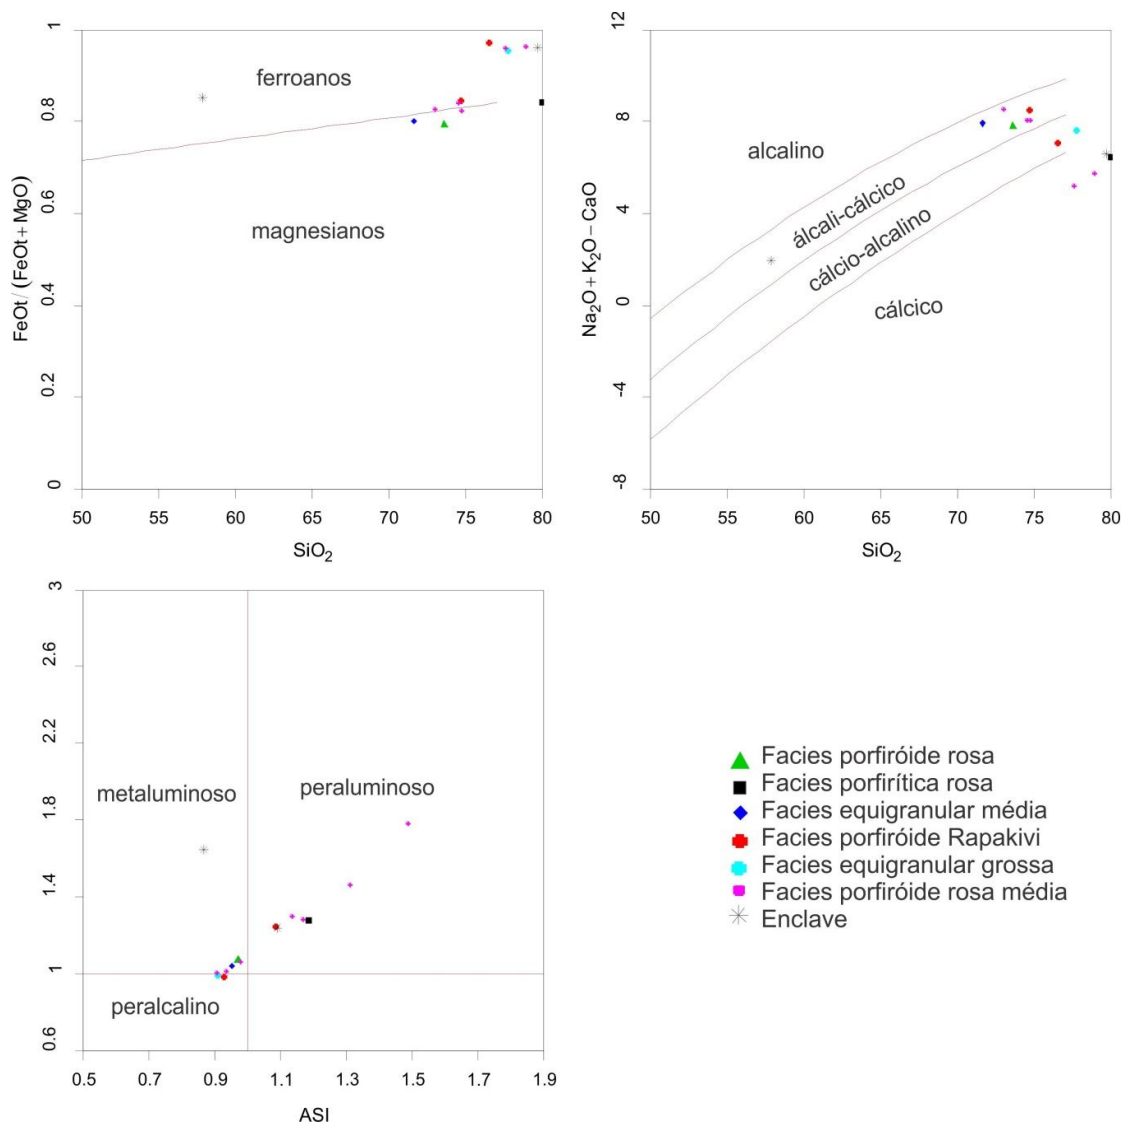 1
0.8
0.6
0.4
0.2
0
FeOt/(FeOt+MgO)
ferroanos
magnesianos
50 55 60 65 70 75 80
SiO₂
12
8
4
0
-4
-8
Na₂O+K₂O−CaO
alcalino
álcali-cálcico
cálcio-alcalino
cálcico
50 55 60 65 70 75 80
SiO₂
3
2.6
2.2
1.8
1.4
1
0.6
metaluminoso
peraluminoso
peralcalino
0.5 0.7 0.9 1.1 1.3 1.5 1.7 1.9
ASI
Facies porfiróide rosa
Facies porfirítica rosa
Facies equigranular média
Facies porfiróide Rapakivi
Facies equigranular grossa
Facies porfiróide rosa média
Enclave